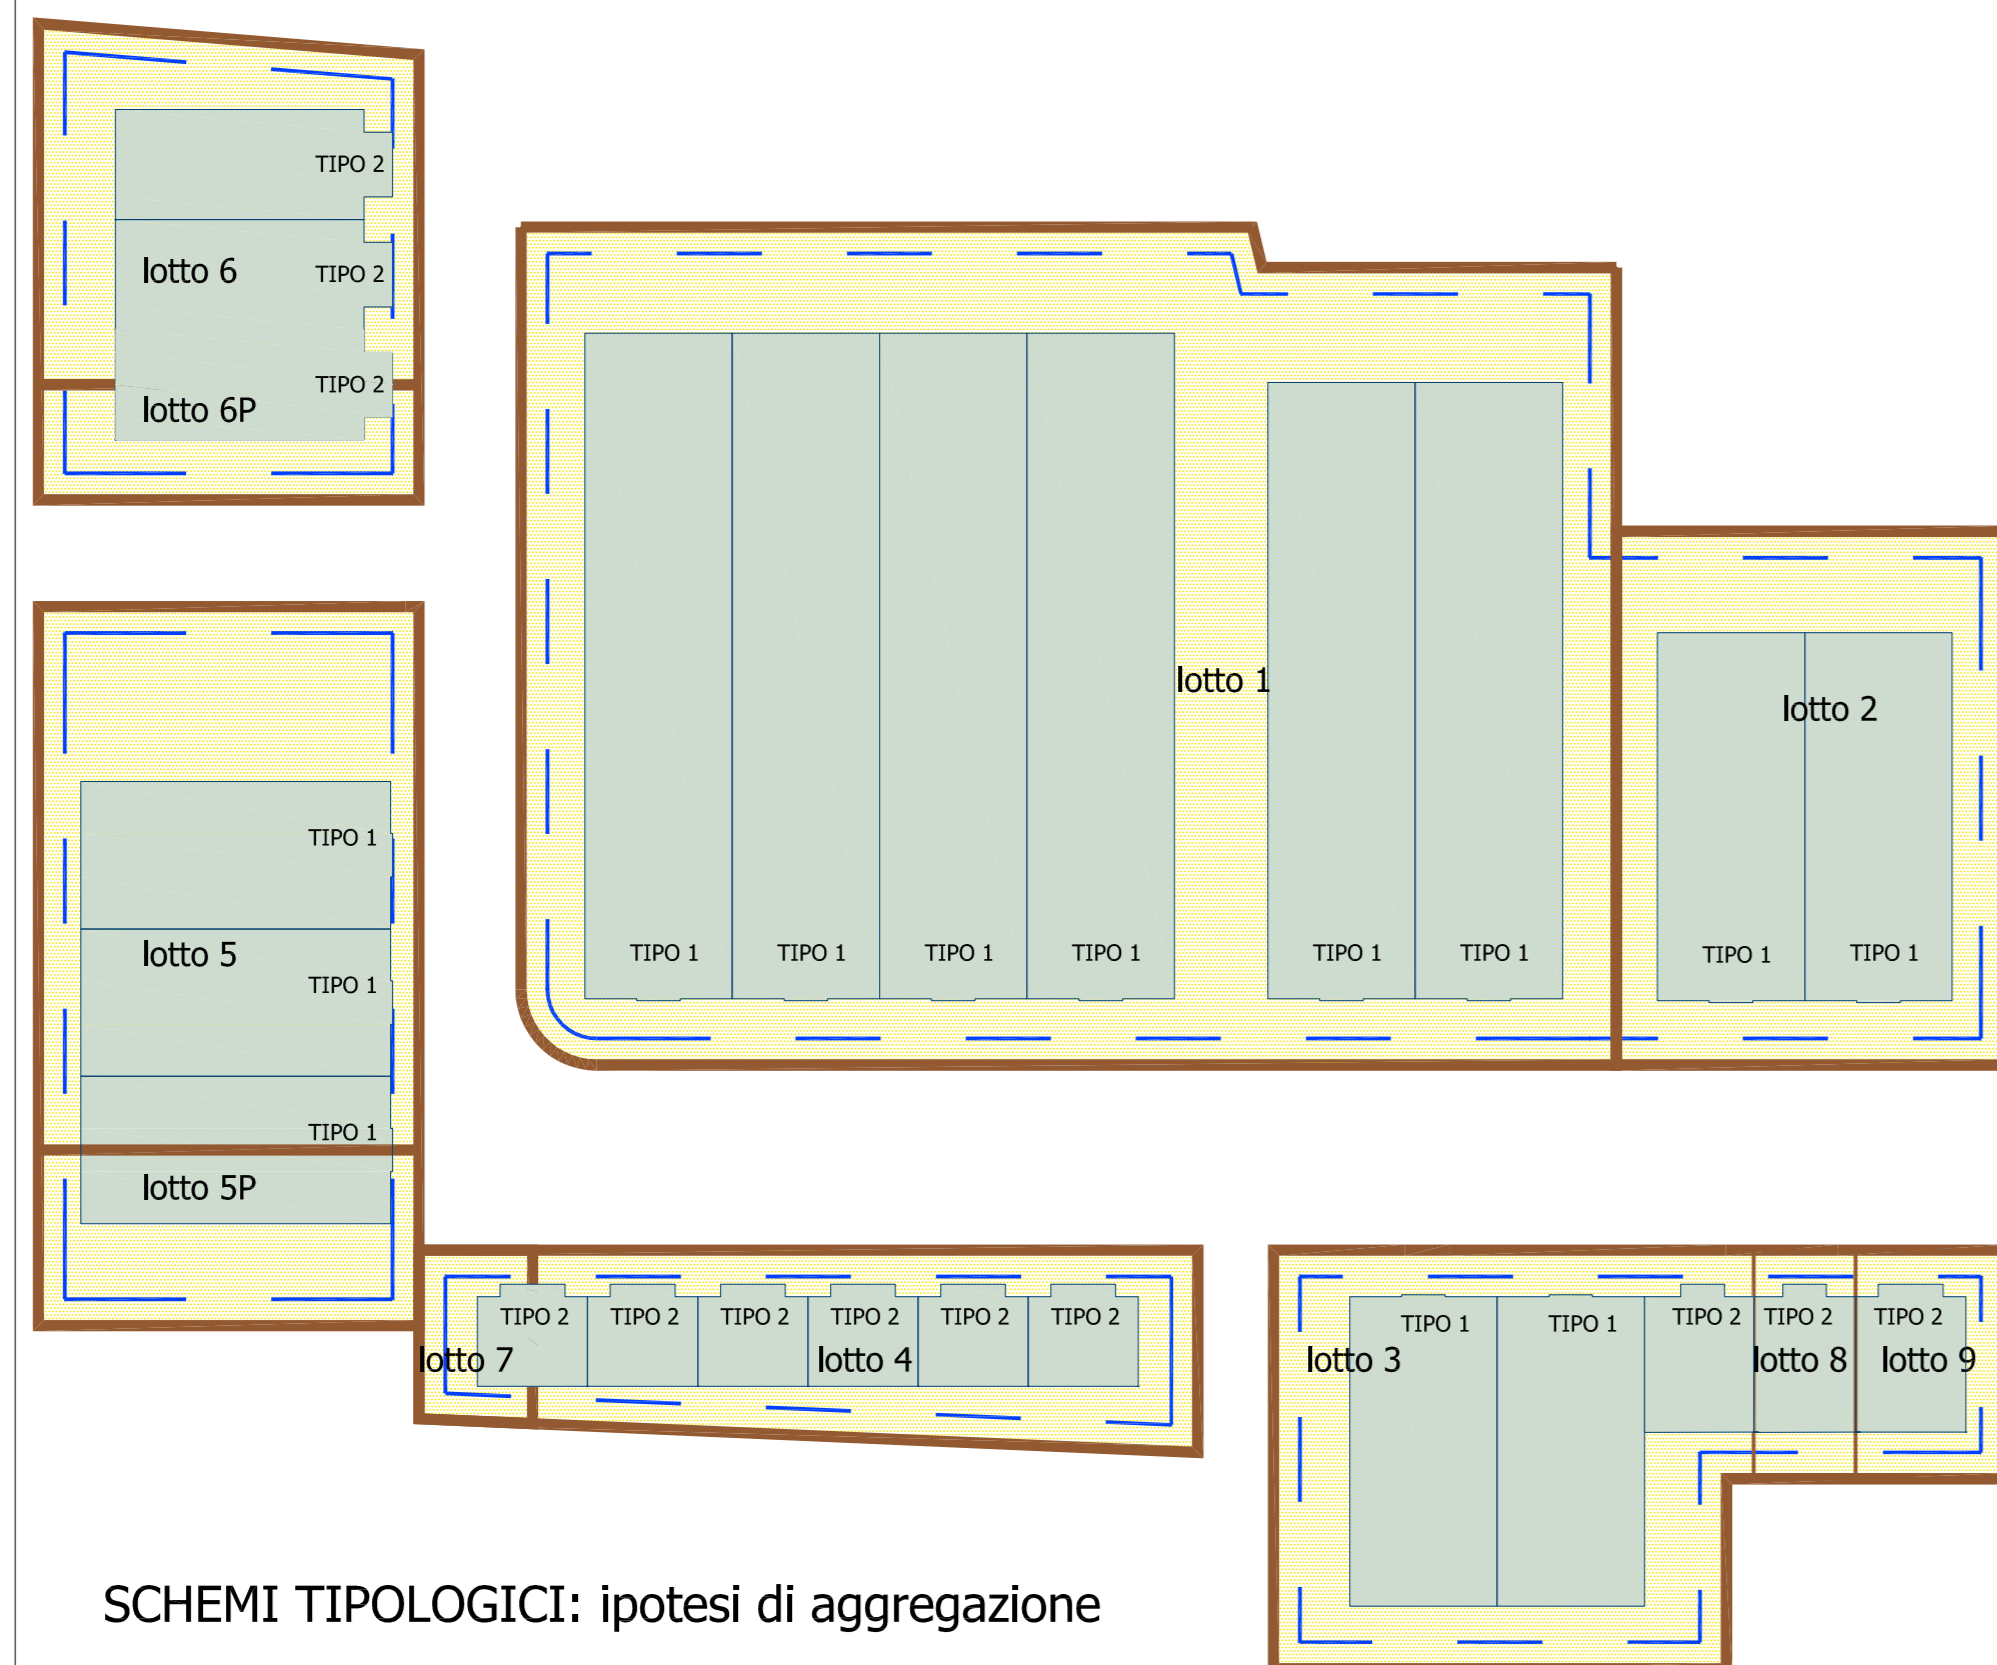 TIPO 2
lotto 6
TIPO 2
TIPO 2
lotto 6P
lotto 1
lotto 2
TIPO 1
lotto 5
TIPO 1
TIPO 1
lotto 5P
TIPO 1 TIPO 1 TIPO 1 TIPO 1 TIPO 1 TIPO 1 TIPO 1 TIPO 1
TIPO 2 TIPO 2 TIPO 2 TIPO 2 TIPO 2 TIPO 2
lotto 7 lotto 4
TIPO 1 TIPO 1 TIPO 2 TIPO 2 TIPO 2
lotto 3 lotto 8 lotto 9
SCHEMI TIPOLOGICI: ipotesi di aggregazione